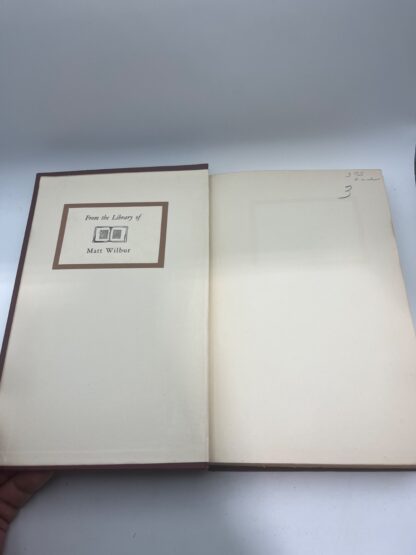 From the Library of
Matt Wilbur
3